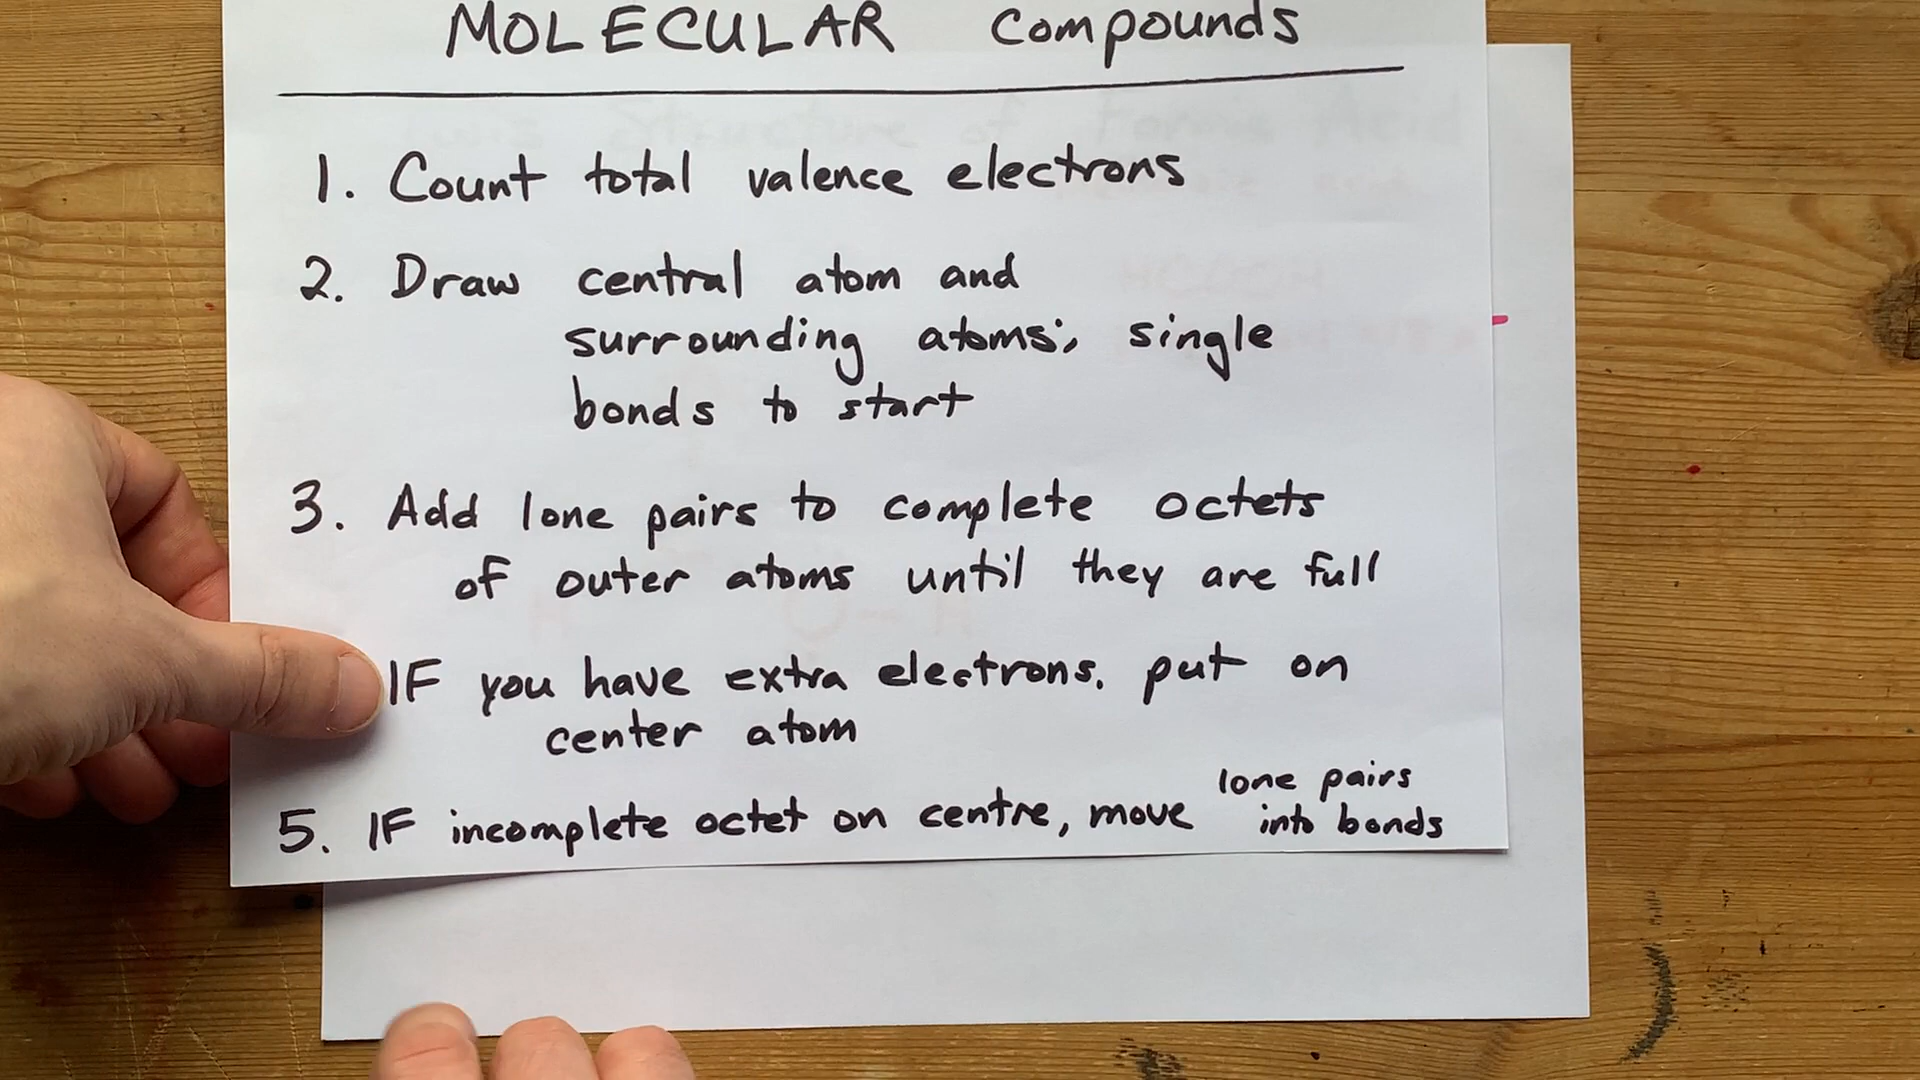 MOLECULAR compounds
1. Count total valence electrons
2. Draw central atom and
surrounding atoms; single
bonds to start
3. Add lone pairs to complete octets
of outer atoms until they are full
IF you have extra electrons, put on
center atom
5. IF incomplete octet on centre, move lone pairs
into bonds